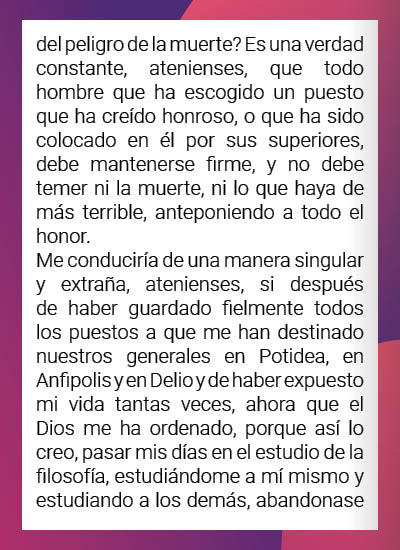 del peligro de la muerte? Es una verdad
constante, atenienses, que todo
hombre que ha escogido un puesto
que ha creído honroso, o que ha sido
colocado en él por sus superiores,
debe mantenerse firme, y no debe
temer ni la muerte, ni lo que haya de
más terrible, anteponiendo a todo el
honor.
Me conduciría de una manera singular
y extraña, atenienses, si después
de haber guardado fielmente todos
los puestos a que me han destinado
nuestros generales en Potidea, en
Anfipolis y en Delio y de haber expuesto
mi vida tantas veces, ahora que el
Dios me ha ordenado, porque así lo
creo, pasar mis días en el estudio de la
filosofía, estudiándome a mí mismo y
estudiando a los demás, abandonase